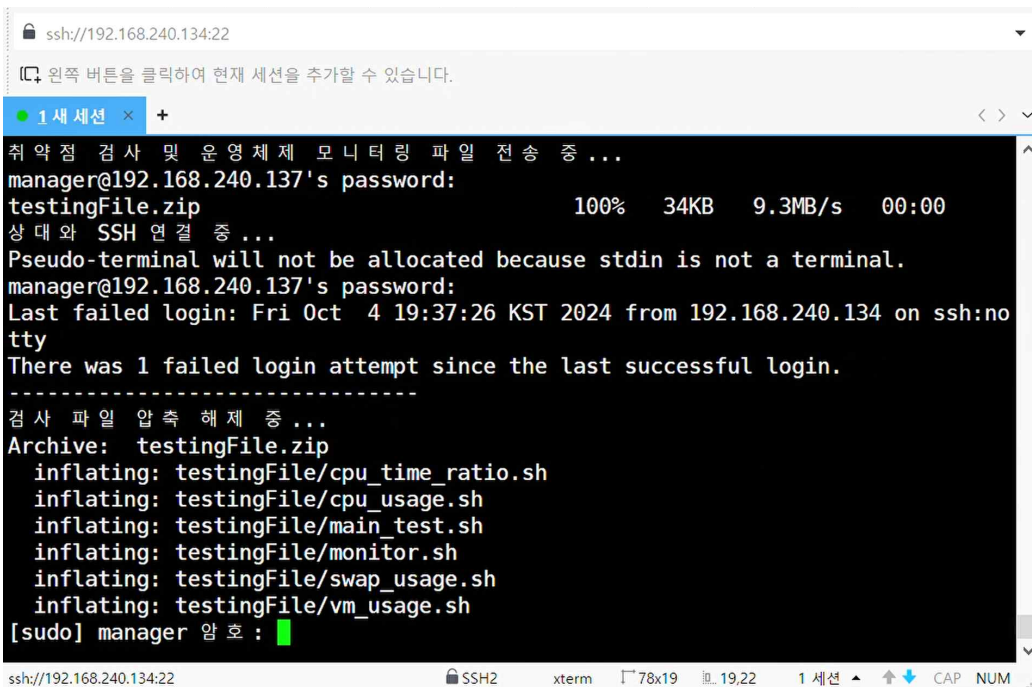 ssh://192.168.240.134:22
왼쪽 버튼을 클릭하여 현재 세션을 추가할 수 있습니다.
1 새 세션 × +
취약점 검사 및 운영체제 모니터링 파일 전송 중...
manager@192.168.240.137's password:
testingFile.zip 100% 34KB 9.3MB/s 00:00
상대와 SSH 연결 중...
Pseudo-terminal will not be allocated because stdin is not a terminal.
manager@192.168.240.137's password:
Last failed login: Fri Oct  4 19:37:26 KST 2024 from 192.168.240.134 on ssh:no
tty
There was 1 failed login attempt since the last successful login.
--------------------------------
검사 파일 압축 해제 중...
Archive:  testingFile.zip
  inflating: testingFile/cpu_time_ratio.sh
  inflating: testingFile/cpu_usage.sh
  inflating: testingFile/main_test.sh
  inflating: testingFile/monitor.sh
  inflating: testingFile/swap_usage.sh
  inflating: testingFile/vm_usage.sh
[sudo] manager 암호:
ssh://192.168.240.134:22 SSH2 xterm 78x19 19,22 1 세션 CAP NUM